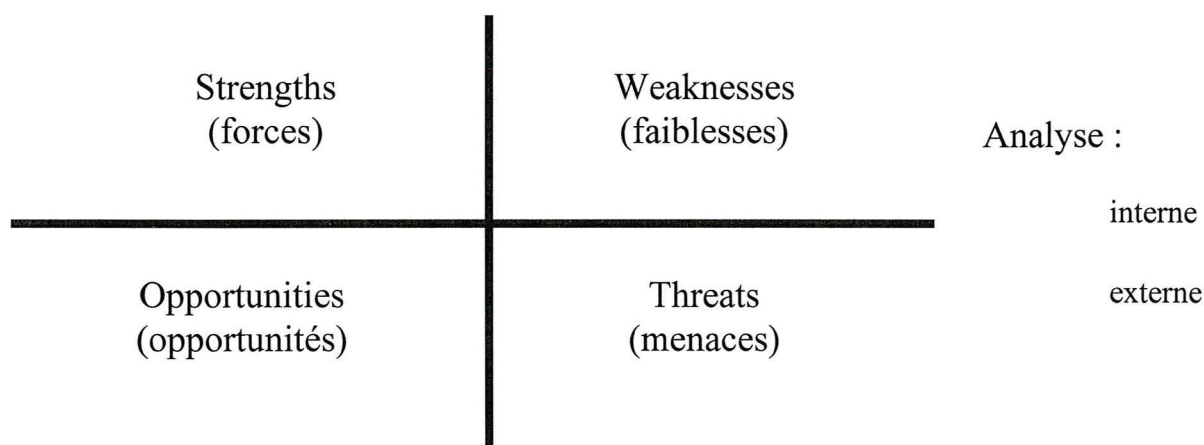 Strengths
(forces)
Weaknesses
(faiblesses)
Analyse :
interne
Opportunities
(opportunités)
Threats
(menaces)
externe